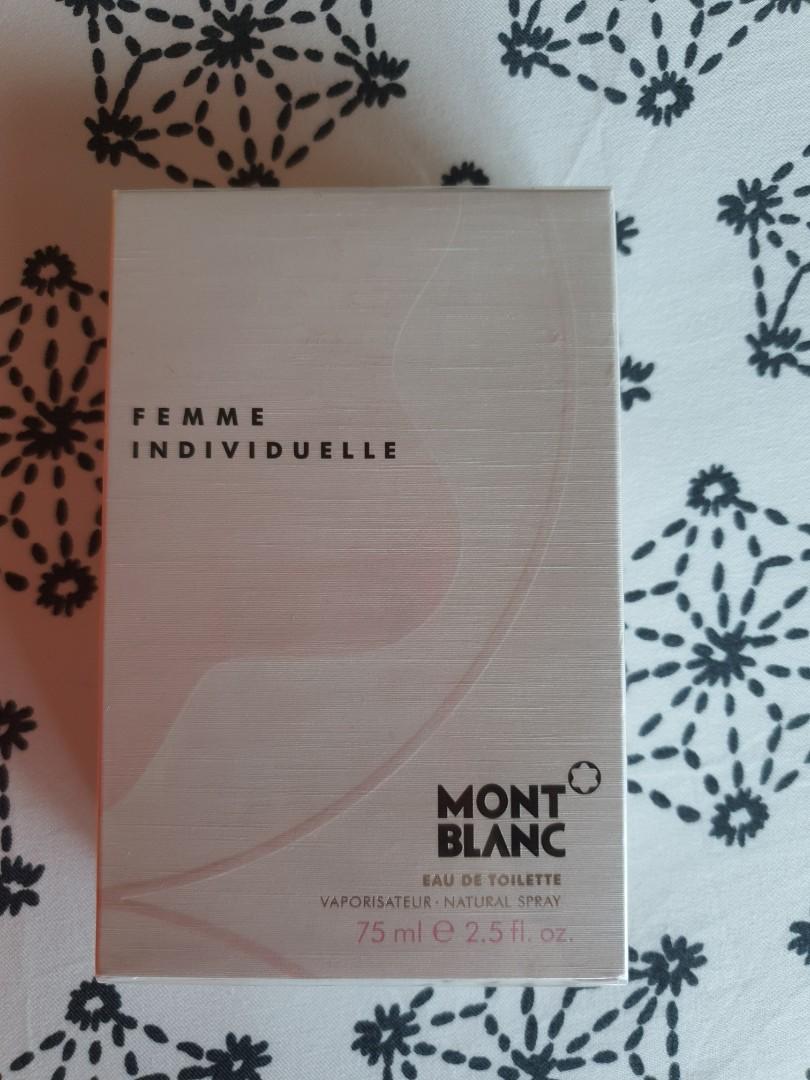 FEMME
INDIVIDUELLE
MONT
BLANC
EAU DE TOILETTE
VAPORISATEUR · NATURAL SPRAY
75 ml ℮ 2.5 fl. oz.